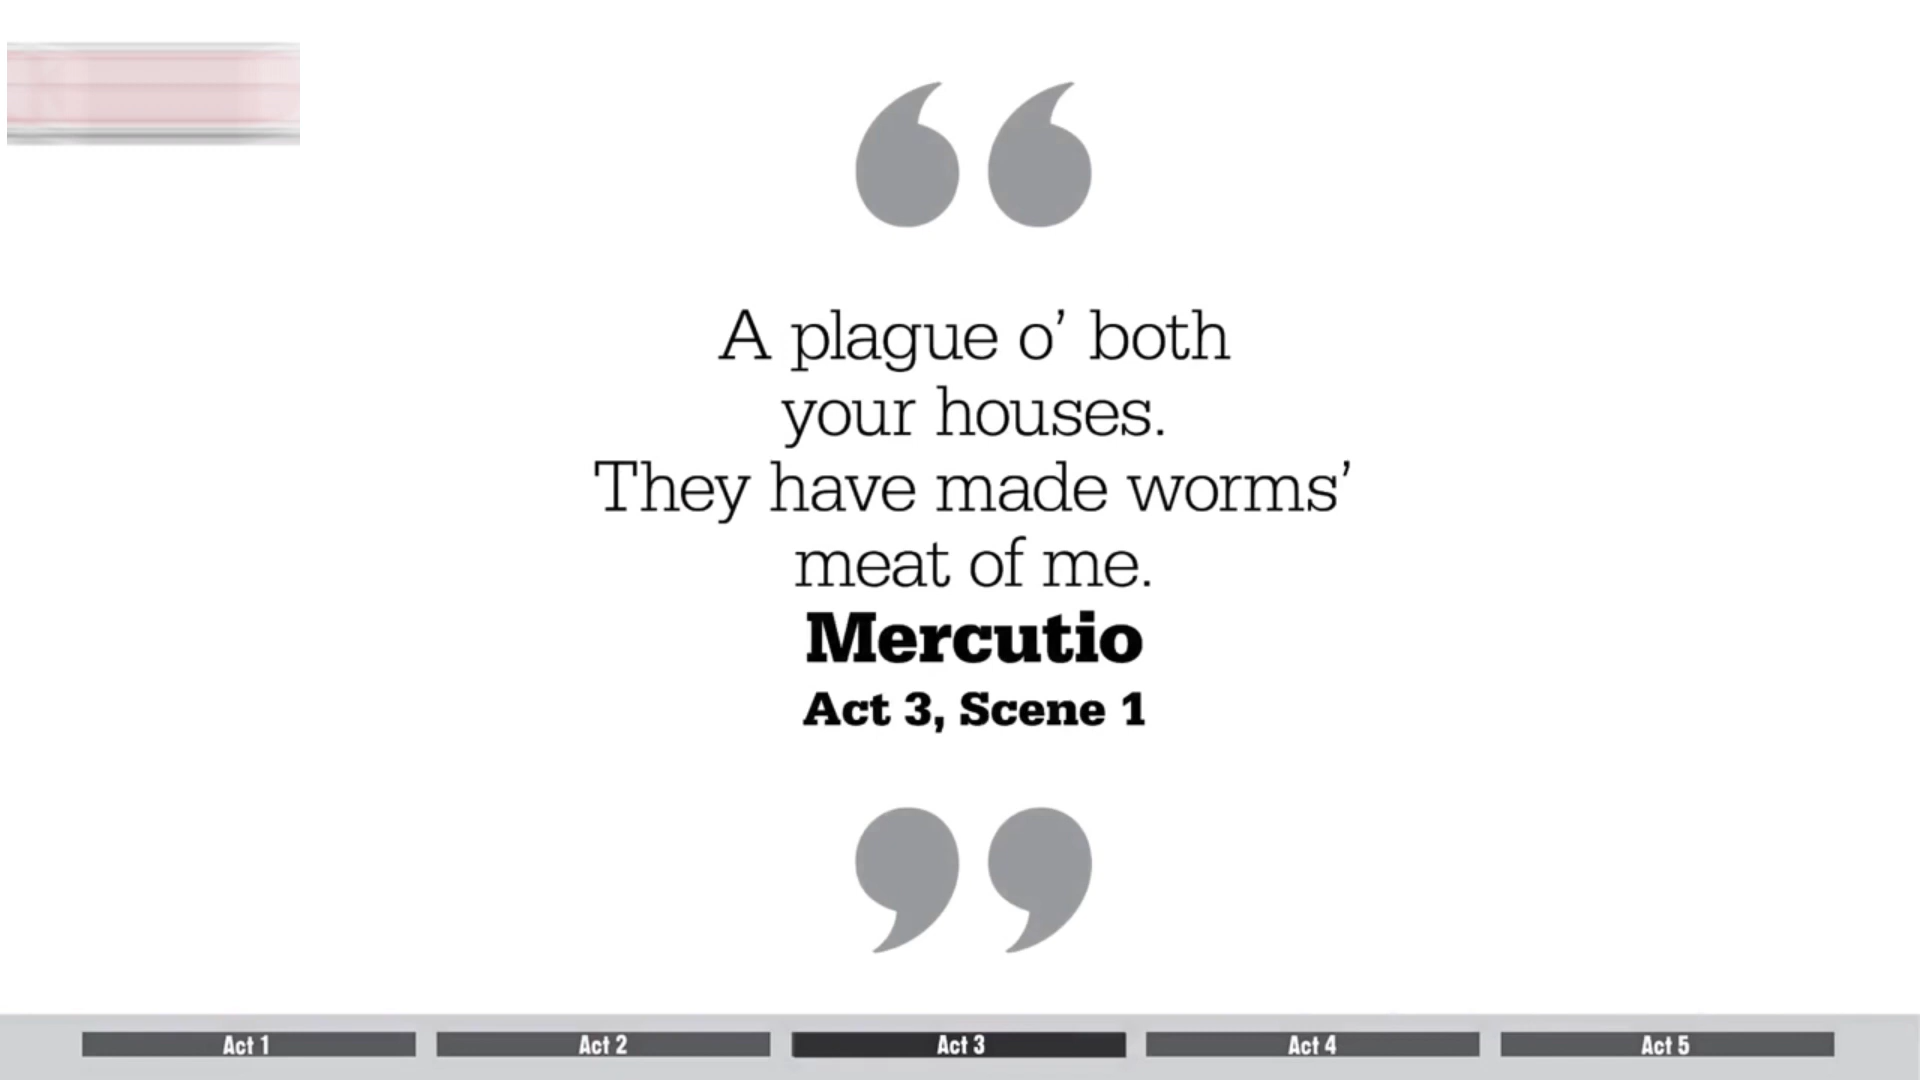 A plague o’ both
your houses.
They have made worms’
meat of me.
Mercutio
Act 3, Scene 1
Act 1
Act 2
Act 3
Act 4
Act 5